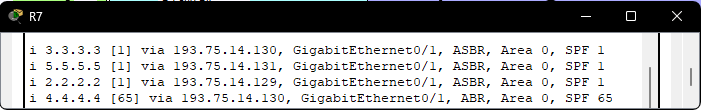 R7
i 3.3.3.3 [1] via 193.75.14.130, GigabitEthernet0/1, ASBR, Area 0, SPF 1
i 5.5.5.5 [1] via 193.75.14.131, GigabitEthernet0/1, ASBR, Area 0, SPF 1
i 2.2.2.2 [1] via 193.75.14.129, GigabitEthernet0/1, ASBR, Area 0, SPF 1
i 4.4.4.4 [65] via 193.75.14.130, GigabitEthernet0/1, ABR, Area 0, SPF 65